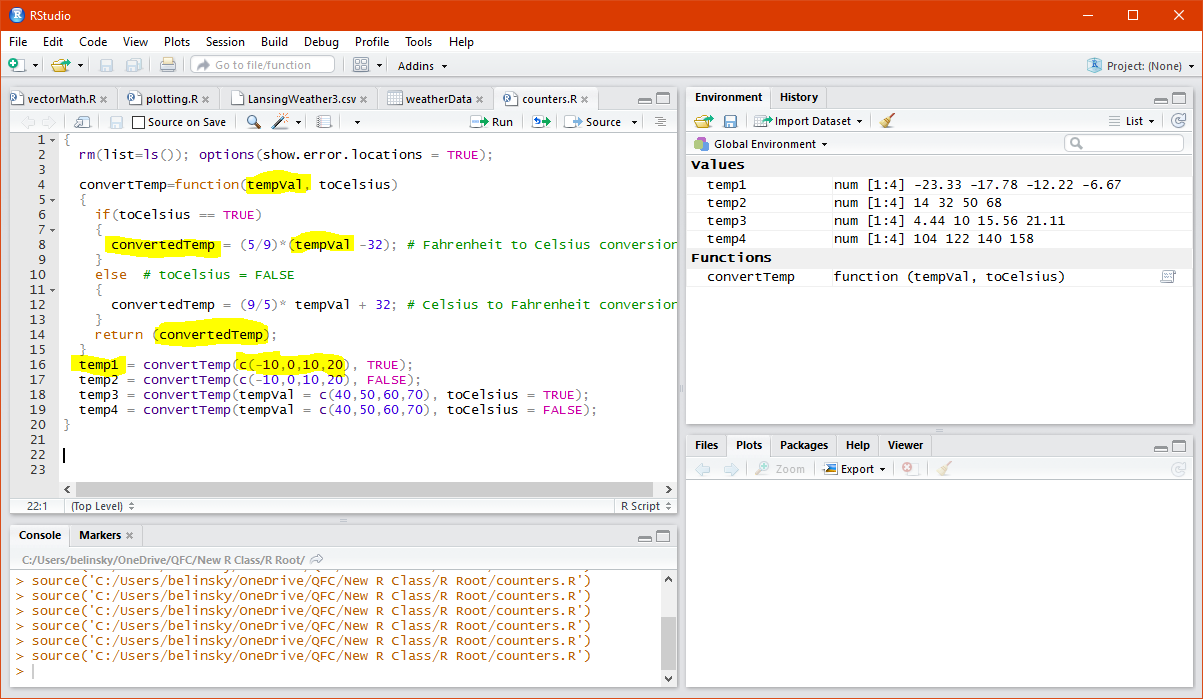 RStudio
File Edit Code View Plots Session Build Debug Profile Tools Help
Go to file/function Addins Project: (None)
vectorMath.R plotting.R LansingWeather3.csv weatherData counters.R
Source on Save Run Source
1 {
2 rm(list=ls()); options(show.error.locations = TRUE);
3
4 convertTemp=function(tempVal, toCelsius)
5 {
6 if(toCelsius == TRUE)
7 {
8 convertedTemp = (5/9)*(tempVal -32); # Fahrenheit to Celsius conversion
9 }
10 else # toCelsius = FALSE
11 {
12 convertedTemp = (9/5)* tempVal + 32; # Celsius to Fahrenheit conversion
13 }
14 return (convertedTemp);
15 }
16 temp1 = convertTemp(c(-10,0,10,20), TRUE);
17 temp2 = convertTemp(c(-10,0,10,20), FALSE);
18 temp3 = convertTemp(tempVal = c(40,50,60,70), toCelsius = TRUE);
19 temp4 = convertTemp(tempVal = c(40,50,60,70), toCelsius = FALSE);
20 }
21
22
23
22:1 (Top Level) R Script
Console Markers
C:/Users/belinsky/OneDrive/QFC/New R Class/R Root/
> source('C:/Users/belinsky/OneDrive/QFC/New R Class/R Root/counters.R')
> source('C:/Users/belinsky/OneDrive/QFC/New R Class/R Root/counters.R')
> source('C:/Users/belinsky/OneDrive/QFC/New R Class/R Root/counters.R')
> source('C:/Users/belinsky/OneDrive/QFC/New R Class/R Root/counters.R')
> source('C:/Users/belinsky/OneDrive/QFC/New R Class/R Root/counters.R')
> source('C:/Users/belinsky/OneDrive/QFC/New R Class/R Root/counters.R')
>
Environment History
Import Dataset List
Global Environment
Values
temp1 num [1:4] -23.33 -17.78 -12.22 -6.67
temp2 num [1:4] 14 32 50 68
temp3 num [1:4] 4.44 10 15.56 21.11
temp4 num [1:4] 104 122 140 158
Functions
convertTemp function (tempVal, toCelsius)
Files Plots Packages Help Viewer
Zoom Export